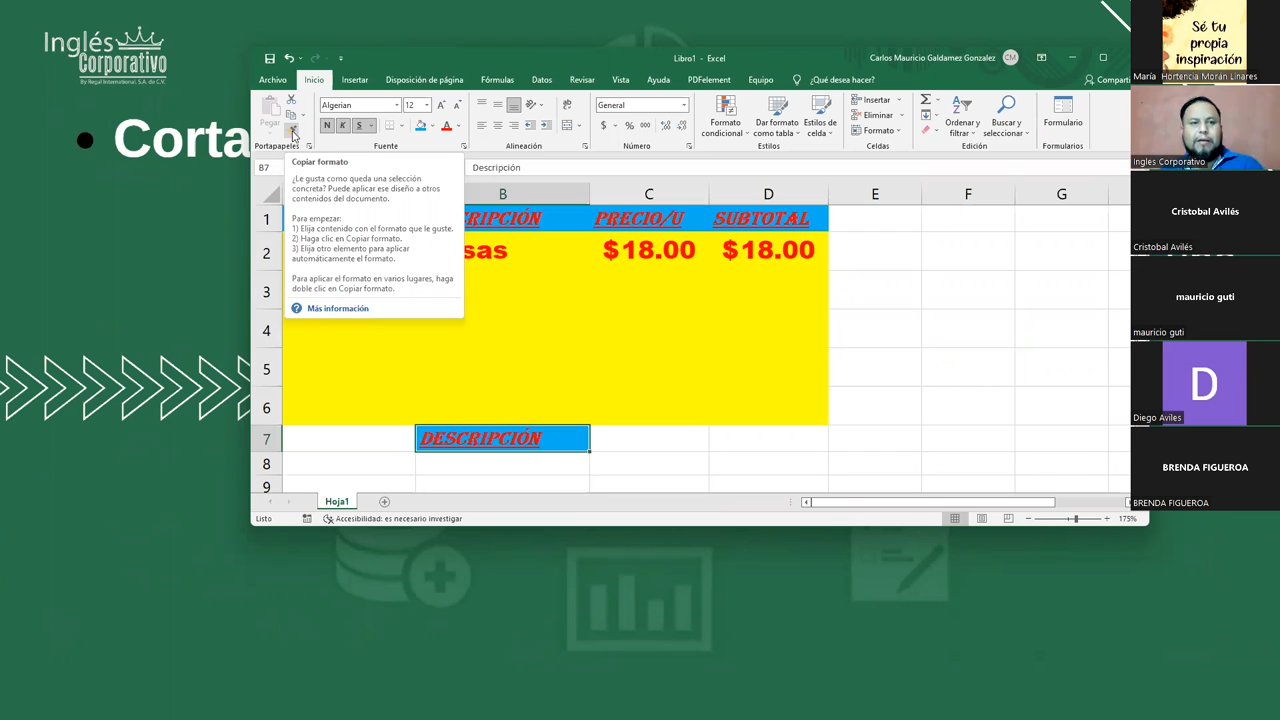 Inglés
Corporativo
By Regal International, S.A. de C.V.
• Corta
Libro1 - Excel
Carlos Mauricio Galdamez Gonzalez
CM
Archivo
Inicio
Insertar
Disposición de página
Fórmulas
Datos
Revisar
Vista
Ayuda
PDFelement
Equipo
¿Qué desea hacer?
Comparti
Pegar
Algerian
12
General
N K S
$ % 000
Formato condicional
Dar formato como tabla
Estilos de celda
Insertar
Eliminar
Formato
Ordenar y filtrar
Buscar y seleccionar
Formulario
Portapapeles
Fuente
Alineación
Número
Estilos
Celdas
Edición
Formularios
B7
Descripción
Copiar formato
¿Le gusta como queda una selección
concreta? Puede aplicar ese diseño a otros
contenidos del documento.
Para empezar:
1) Elija contenido con el formato que le guste.
2) Haga clic en Copiar formato.
3) Elija otro elemento para aplicar
automáticamente el formato.
Para aplicar el formato en varios lugares, haga
doble clic en Copiar formato.
Más información
B C D E F G
1 RIPCIÓN PRECIO/U SUBTOTAL
2 sas $18.00 $18.00
3
4
5
6
7 DESCRIPCIÓN
8
9
Hoja1
Listo
Accesibilidad: es necesario investigar
175%
Sé tu
propia
inspiración
María Hortencia Morán Linares
Ingles Corporativo
Cristobal Avilés
Cristobal Avilés
mauricio guti
mauricio guti
D
Diego Aviles
BRENDA FIGUEROA
BRENDA FIGUEROA